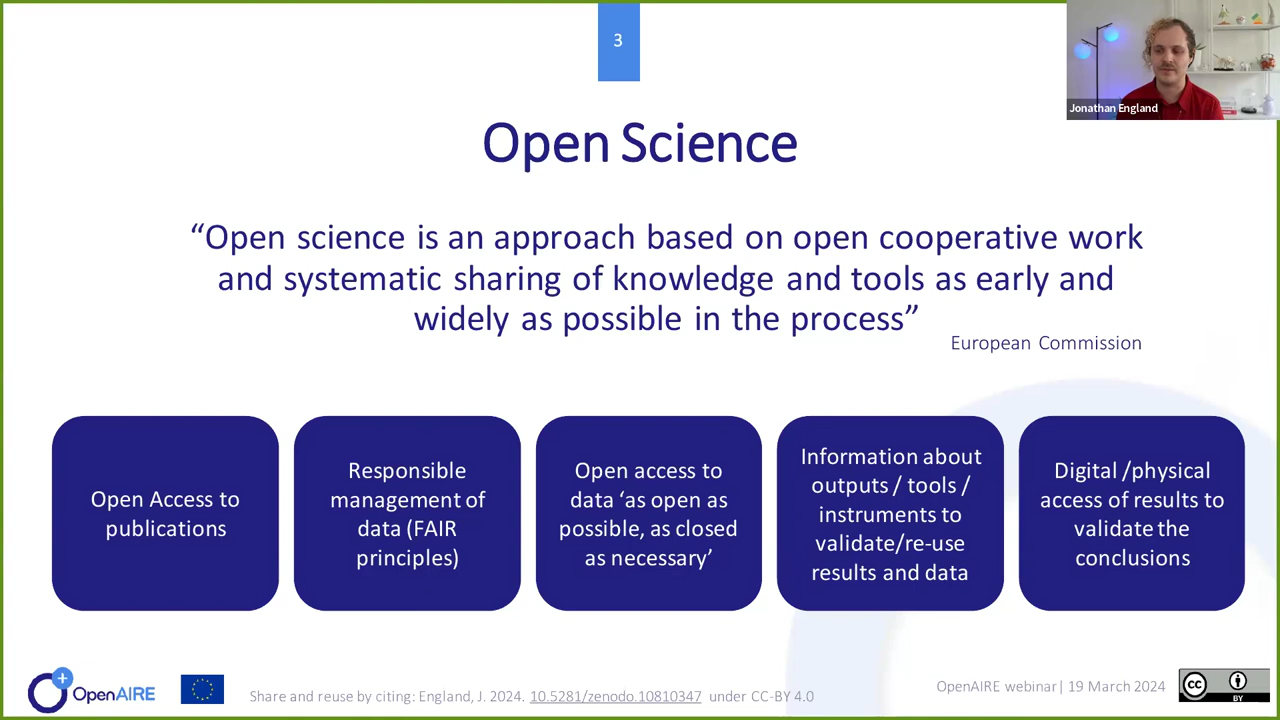 3
Jonathan England
Open Science
“Open science is an approach based on open cooperative work
and systematic sharing of knowledge and tools as early and
widely as possible in the process”
European Commission
Open Access to
publications
Responsible
management of
data (FAIR
principles)
Open access to
data ‘as open as
possible, as closed
as necessary’
Information about
outputs / tools /
instruments to
validate/re-use
results and data
Digital /physical
access of results to
validate the
conclusions
OpenAIRE
Share and reuse by citing: England, J. 2024. 10.5281/zenodo.10810347 under CC-BY 4.0
OpenAIRE webinar| 19 March 2024
cc
BY